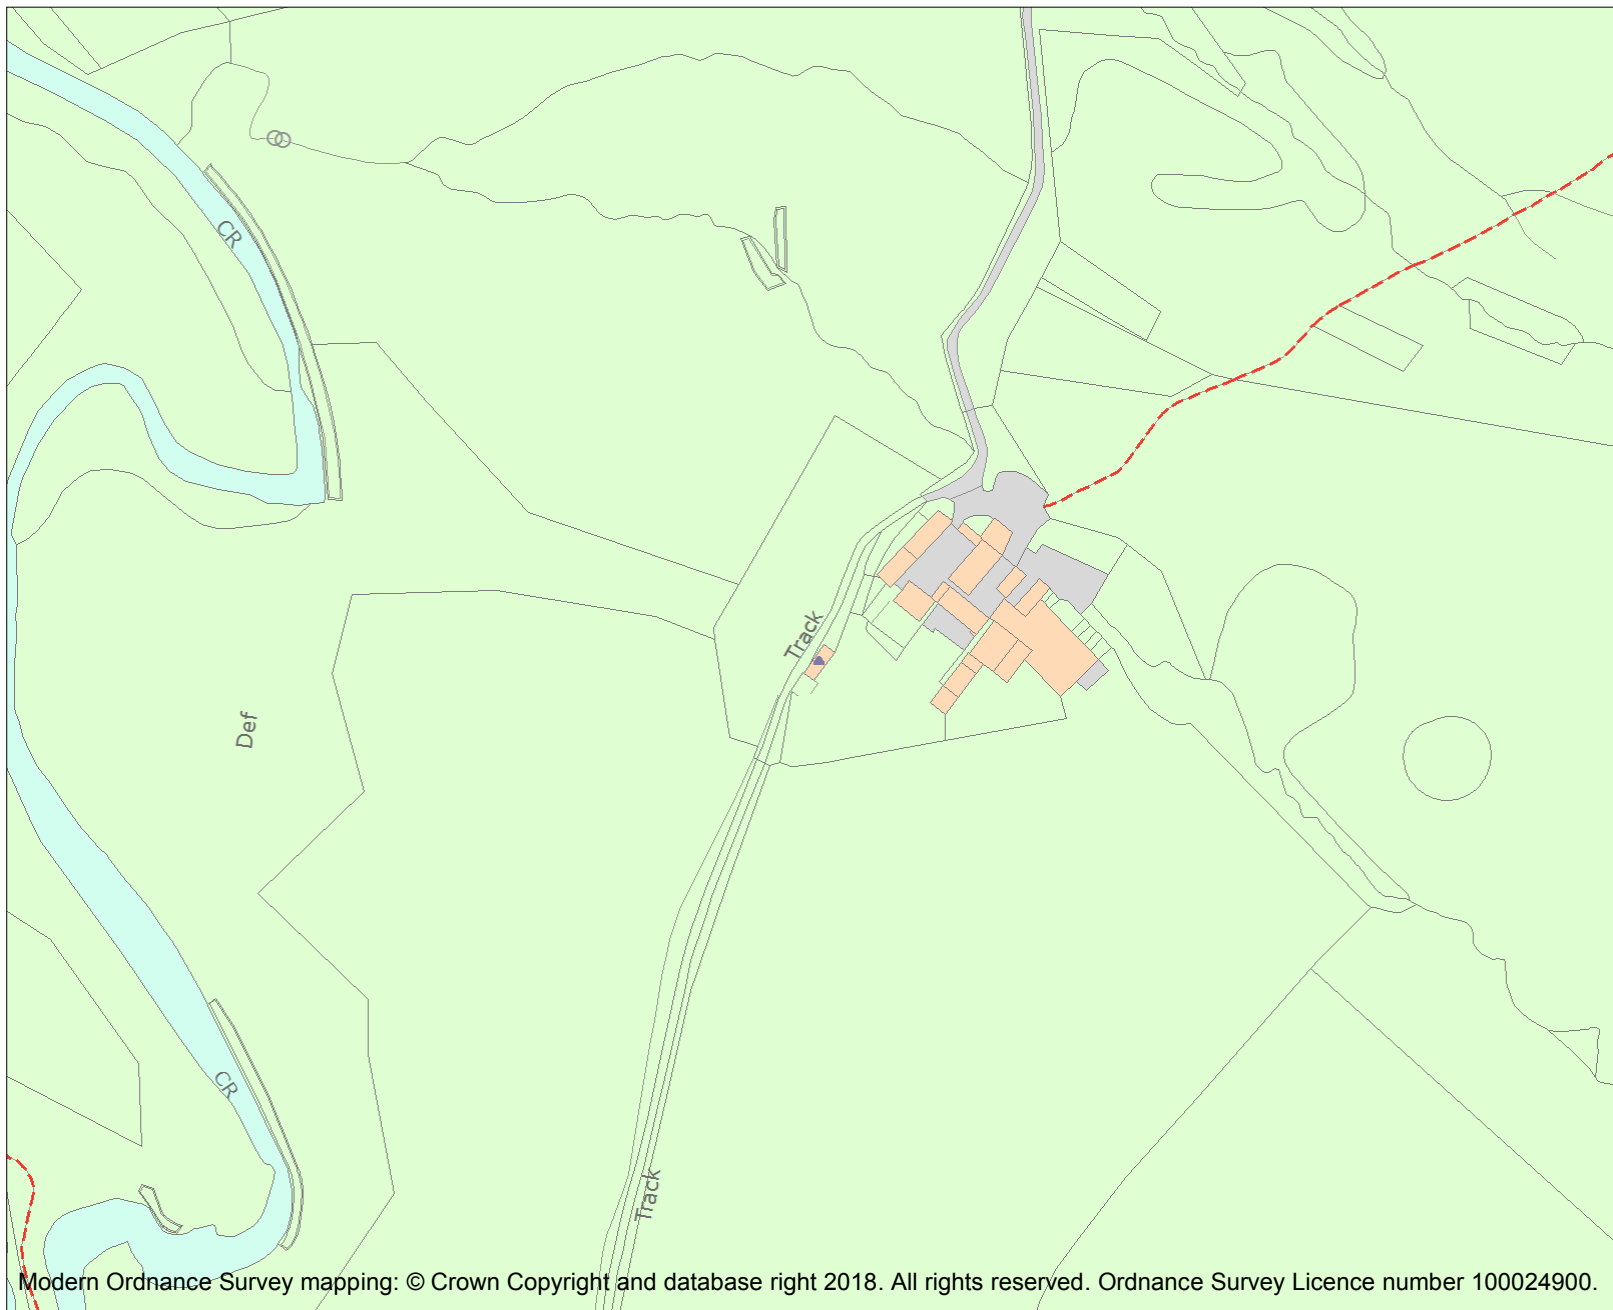 CR
Track
Def
CR
Track
Modern Ordnance Survey mapping: © Crown Copyright and database right 2018. All rights reserved. Ordnance Survey Licence number 100024900.